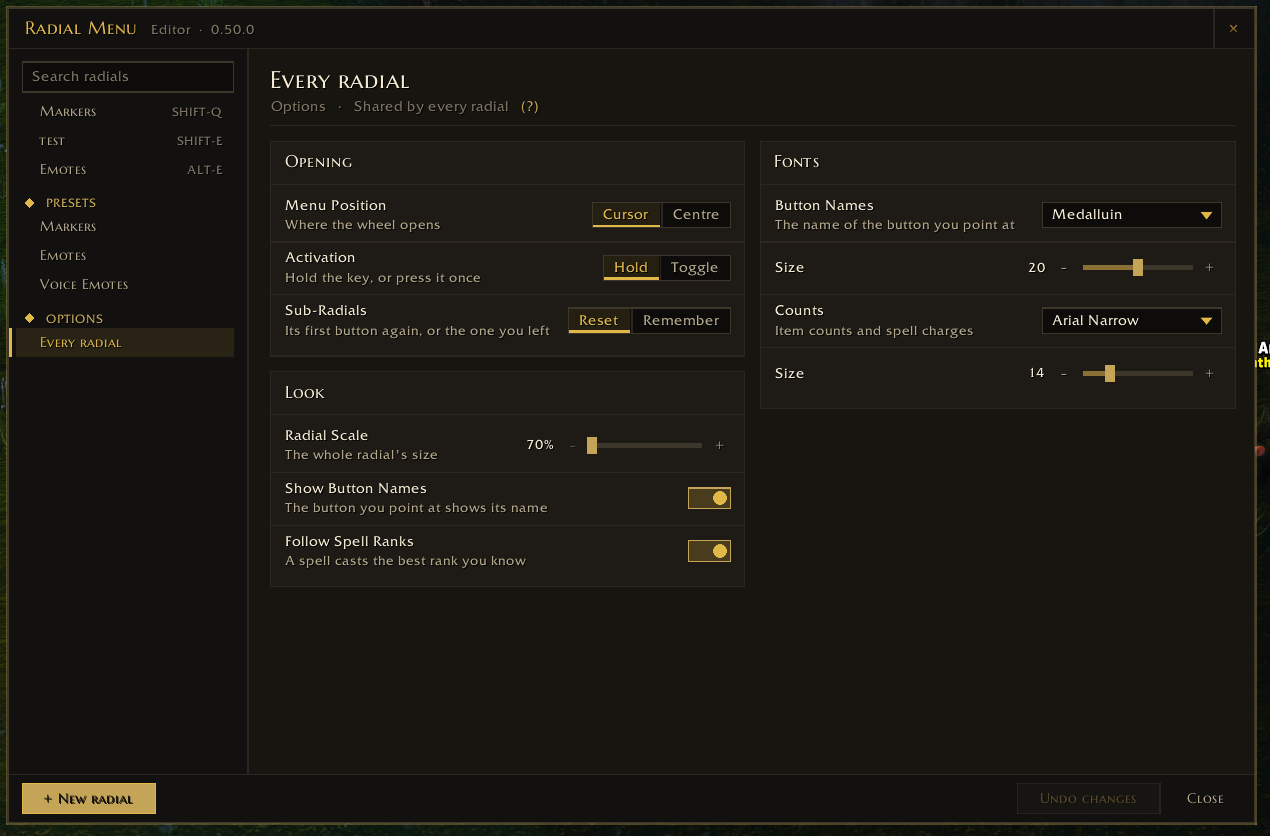 Radial Menu Editor · 0.50.0 ×
Search radials
Markers SHIFT-Q
test SHIFT-E
Emotes ALT-E
PRESETS
Markers
Emotes
Voice Emotes
OPTIONS
Every radial
Every radial
Options · Shared by every radial (?)
Opening
Menu Position
Where the wheel opens
Cursor Centre
Activation
Hold the key, or press it once
Hold Toggle
Sub-Radials
Its first button again, or the one you left
Reset Remember
Look
Radial Scale
The whole radial's size
70% - +
Show Button Names
The button you point at shows its name
Follow Spell Ranks
A spell casts the best rank you know
Fonts
Button Names
The name of the button you point at
Medalluin
Size 20 - +
Counts
Item counts and spell charges
Arial Narrow
Size 14 - +
+ New radial
Undo changes Close